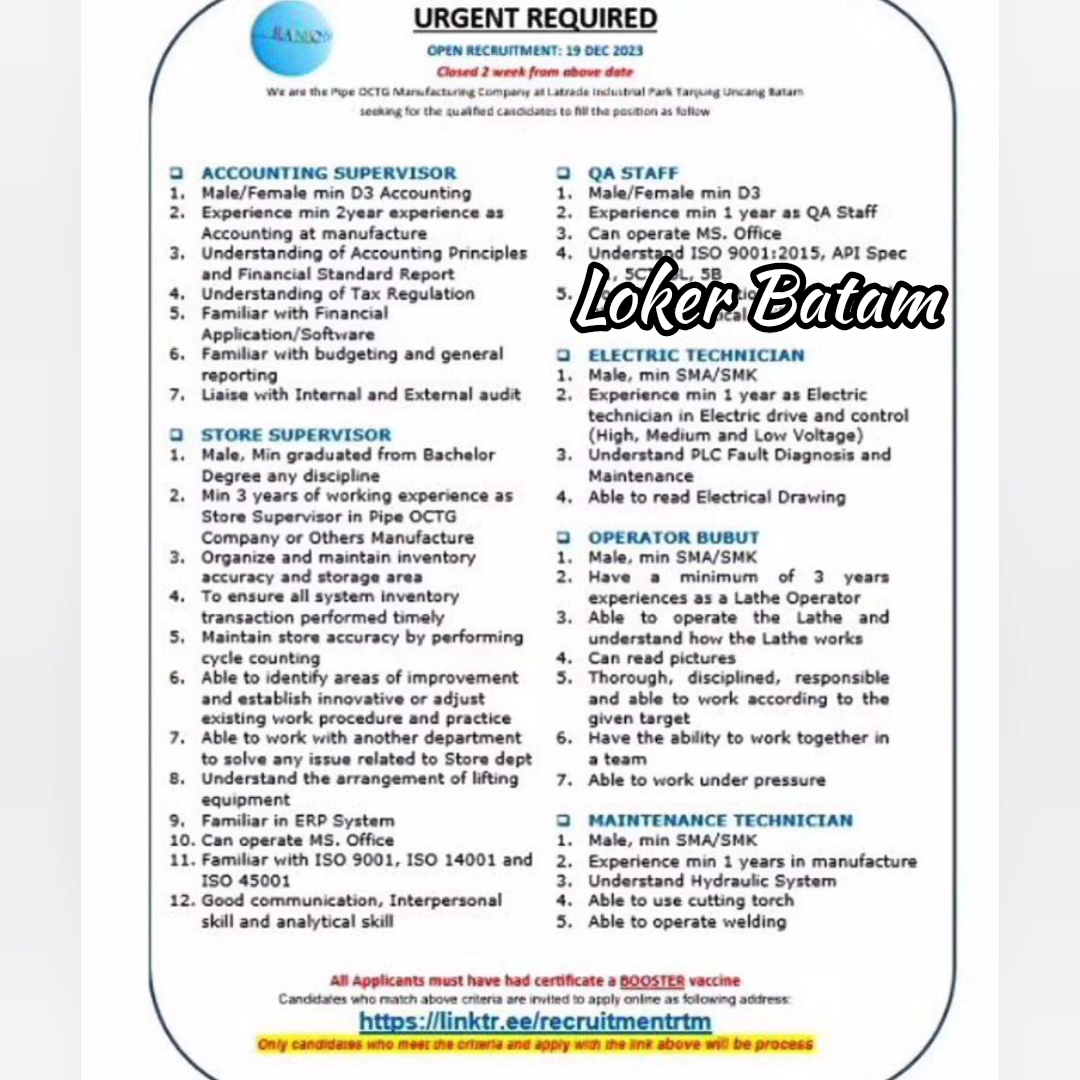 URGENT REQUIRED
OPEN RECRUITMENT: 19 DEC 2023
Closed 2 week from above date
We are the Pipe OCTG Manufacturing Company at Latrade Industrial Park Tanjung Uncang Batam
seeking for the qualified candidates to fill the position as follow
ACCOUNTING SUPERVISOR
1. Male/Female min D3 Accounting
2. Experience min 2year experience as
Accounting at manufacture
3. Understanding of Accounting Principles
and Financial Standard Report
4. Understanding of Tax Regulation
5. Familiar with Financial
Application/Software
6. Familiar with budgeting and general
reporting
7. Liaise with Internal and External audit
STORE SUPERVISOR
1. Male, Min graduated from Bachelor
Degree any discipline
2. Min 3 years of working experience as
Store Supervisor in Pipe OCTG
Company or Others Manufacture
3. Organize and maintain inventory
accuracy and storage area
4. To ensure all system inventory
transaction performed timely
5. Maintain store accuracy by performing
cycle counting
6. Able to identify areas of improvement
and establish innovative or adjust
existing work procedure and practice
7. Able to work with another department
to solve any issue related to Store dept
8. Understand the arrangement of lifting
equipment
9. Familiar in ERP System
10. Can operate MS. Office
11. Familiar with ISO 9001, ISO 14001 and
ISO 45001
12. Good communication, Interpersonal
skill and analytical skill
QA STAFF
1. Male/Female min D3
2. Experience min 1 year as QA Staff
3. Can operate MS. Office
4. Understand ISO 9001:2015, API Spec
5B
5.
Loker Batam
ELECTRIC TECHNICIAN
1. Male, min SMA/SMK
2. Experience min 1 year as Electric
technician in Electric drive and control
(High, Medium and Low Voltage)
3. Understand PLC Fault Diagnosis and
Maintenance
4. Able to read Electrical Drawing
OPERATOR BUBUT
1. Male, min SMA/SMK
2. Have a minimum of 3 years
experiences as a Lathe Operator
3. Able to operate the Lathe and
understand how the Lathe works
4. Can read pictures
5. Thorough, disciplined, responsible
and able to work according to the
given target
6. Have the ability to work together in
a team
7. Able to work under pressure
MAINTENANCE TECHNICIAN
1. Male, min SMA/SMK
2. Experience min 1 years in manufacture
3. Understand Hydraulic System
4. Able to use cutting torch
5. Able to operate welding
All Applicants must have had certificate a BOOSTER vaccine
Candidates who match above criteria are invited to apply online as following address:
https://linktr.ee/recruitmentrtm
Only candidates who meet the criteria and apply with the link above will be process